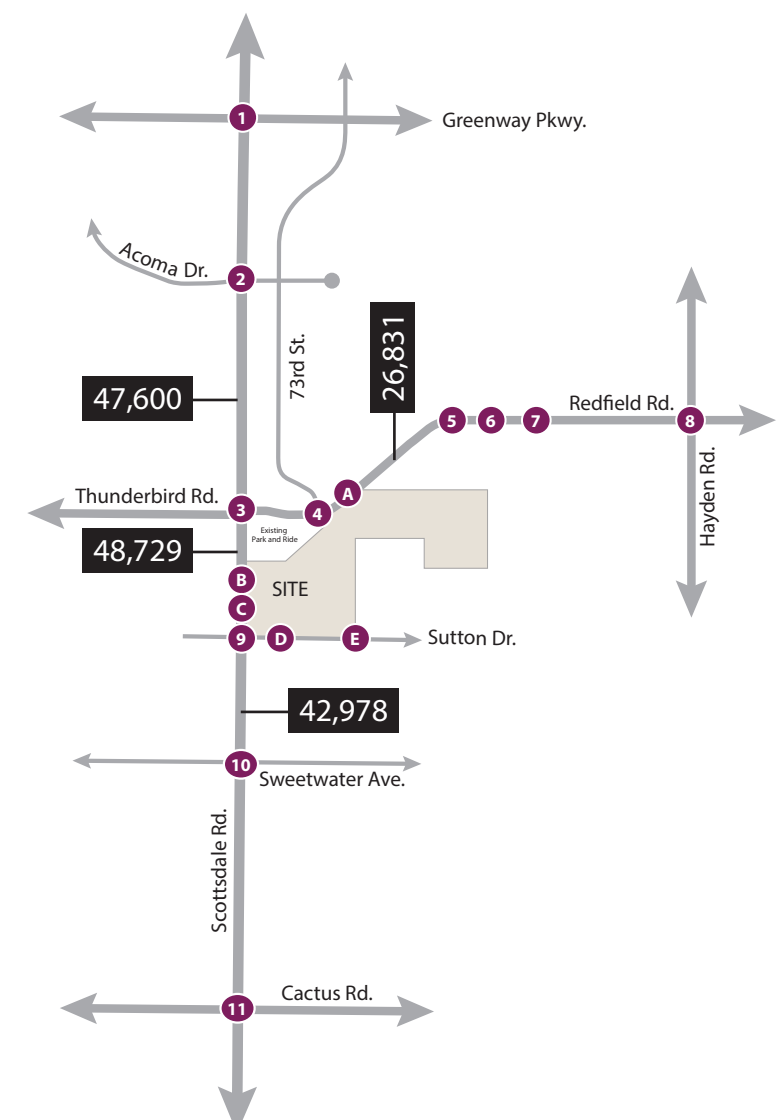 1
Greenway Pkwy.
Acoma Dr.
2
73rd St.
26,831
47,600
Redfield Rd.
5
6
7
8
Hayden Rd.
Thunderbird Rd.
3
4
A
Existing
Park and Ride
48,729
B
SITE
C
9
D
E
Sutton Dr.
42,978
10
Sweetwater Ave.
Scottsdale Rd.
Cactus Rd.
11